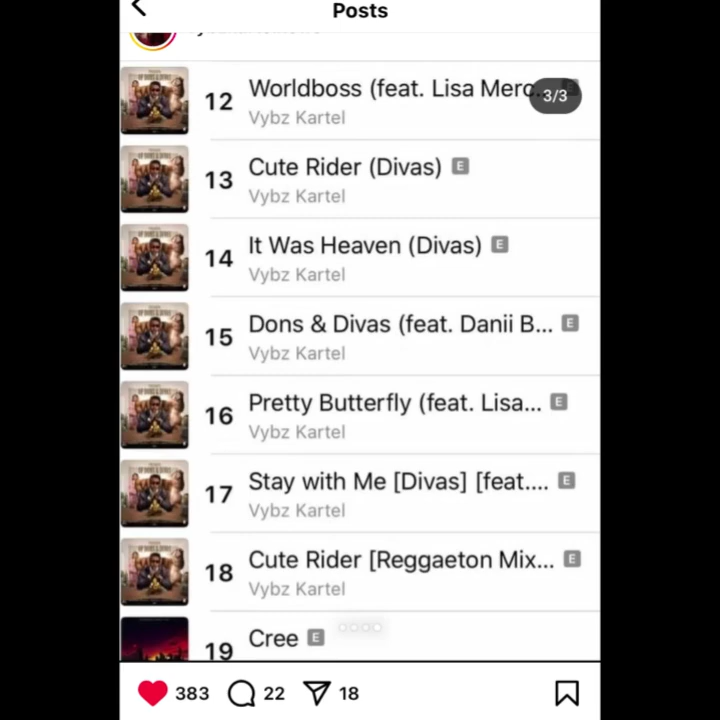 Posts
12
Worldboss (feat. Lisa Merc...
3/3
Vybz Kartel
13
Cute Rider (Divas) E
Vybz Kartel
14
It Was Heaven (Divas) E
Vybz Kartel
15
Dons & Divas (feat. Danii B... E
Vybz Kartel
16
Pretty Butterfly (feat. Lisa... E
Vybz Kartel
17
Stay with Me [Divas] [feat.... E
Vybz Kartel
18
Cute Rider [Reggaeton Mix... E
Vybz Kartel
19
Cree E
383
22
18